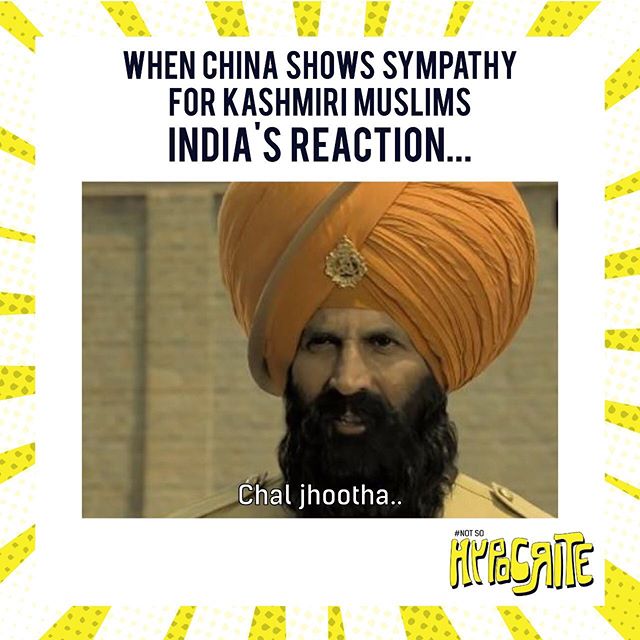 WHEN CHINA SHOWS SYMPATHY
FOR KASHMIRI MUSLIMS
INDIA'S REACTION...
Chal jhootha..
#NOT SO
HYPOCRITE